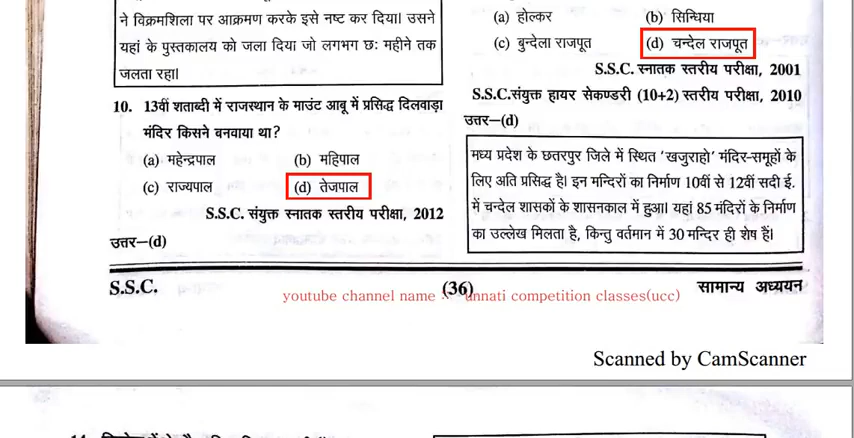 ने विक्रमशिला पर आक्रमण करके इसे नष्ट कर दिया। उसने
यहां के पुस्तकालय को जला दिया जो लगभग छः महीने तक
जलता रहा।
10. 13वीं शताब्दी में राजस्थान के माउंट आबू में प्रसिद्ध दिलवाड़ा
मंदिर किसने बनवाया था?
(a) महेन्द्रपाल (b) महिपाल
(c) राज्यपाल (d) तेजपाल
S.S.C. संयुक्त स्नातक स्तरीय परीक्षा, 2012
उत्तर–(d)
(a) होल्कर (b) सिन्धिया
(c) बुन्देला राजपूत (d) चन्देल राजपूत
S.S.C. स्नातक स्तरीय परीक्षा, 2001
S.S.C.संयुक्त हायर सेकण्डरी (10+2) स्तरीय परीक्षा, 2010
उत्तर–(d)
मध्य प्रदेश के छतरपुर जिले में स्थित 'खजुराहो' मंदिर-समूहों के
लिए अति प्रसिद्ध है। इन मन्दिरों का निर्माण 10वीं से 12वीं सदी ई.
में चन्देल शासकों के शासनकाल में हुआ। यहां 85 मंदिरों के निर्माण
का उल्लेख मिलता है, किन्तु वर्तमान में 30 मन्दिर ही शेष हैं।
S.S.C. (36) सामान्य अध्ययन
youtube channel name :- unnati competition classes(ucc)
Scanned by CamScanner